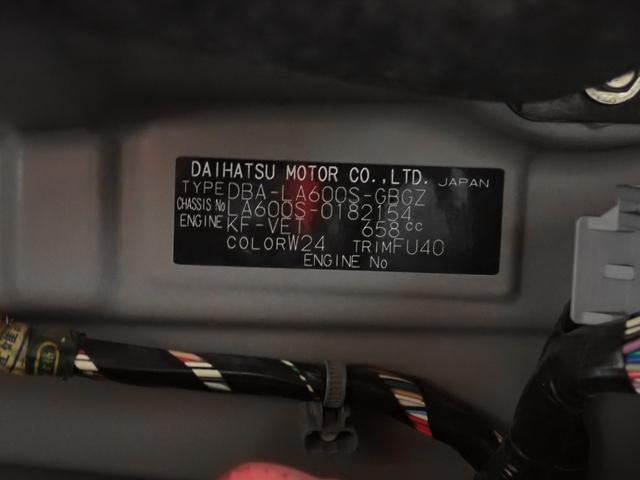 DAIHATSU MOTOR CO.,LTD. JAPAN
TYPE DBA-LA600S-GBGZ
CHASSIS No LA600S-0182154
ENGINE KF-VET 658cc
COLOR W24 TRIM FU40
ENGINE No